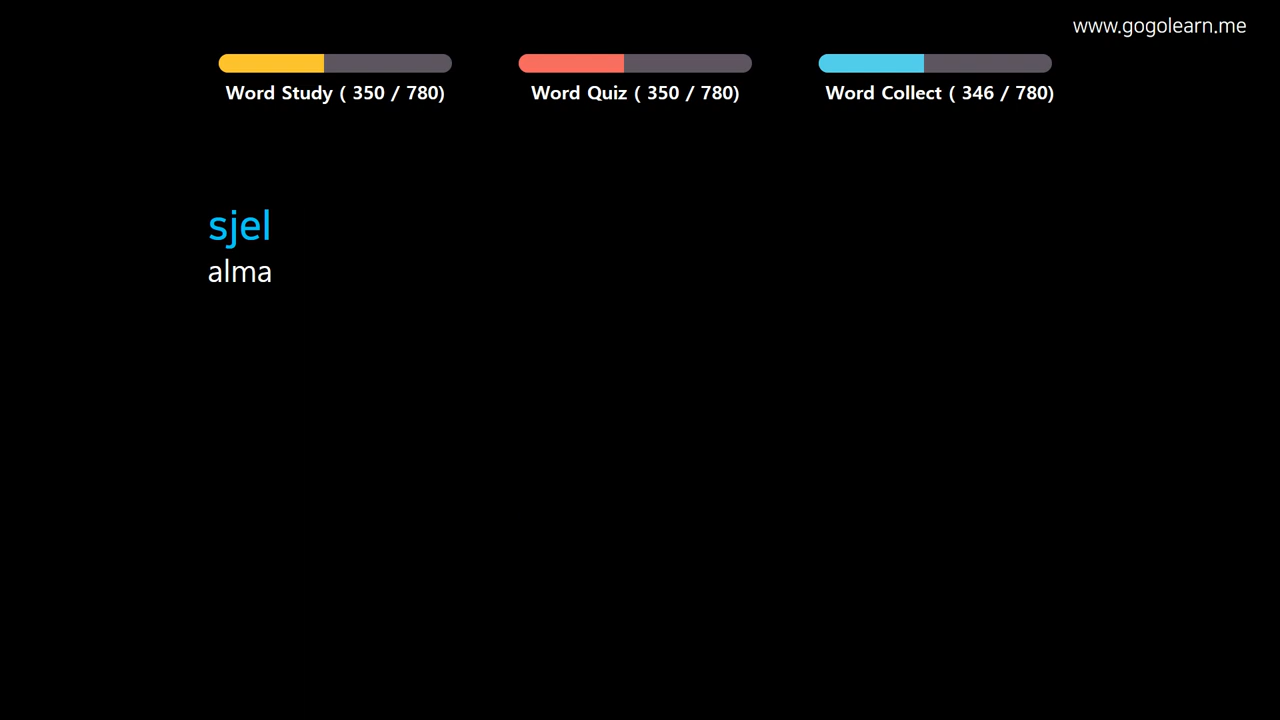 www.gogolearn.me
Word Study ( 350 / 780)
Word Quiz ( 350 / 780)
Word Collect ( 346 / 780)
sjel
alma